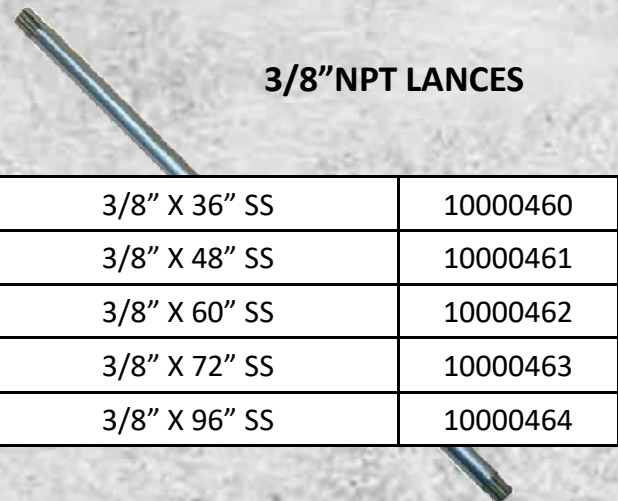 3/8”NPT LANCES
3/8” X 36” SS 10000460
3/8” X 48” SS 10000461
3/8” X 60” SS 10000462
3/8” X 72” SS 10000463
3/8” X 96” SS 10000464